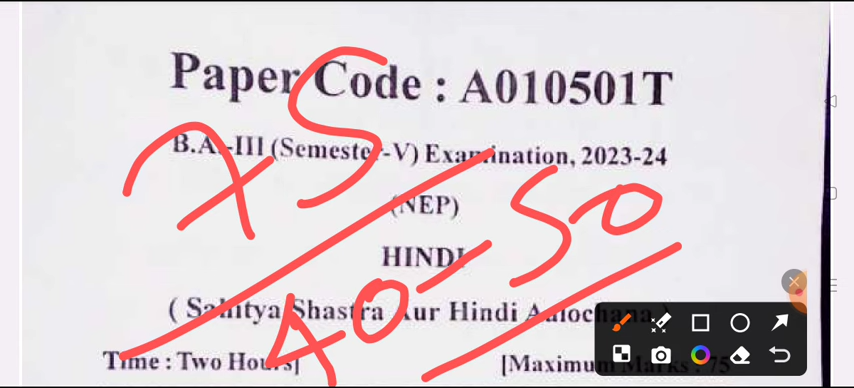 Paper Code : A010501T
B.A.-III (Semester-V) Examination, 2023-24
(NEP)
HINDI
( Sahitya Shastra Aur Hindi Aalochana )
Time : Two Hours]
[Maximum Marks : 75
75
40-50